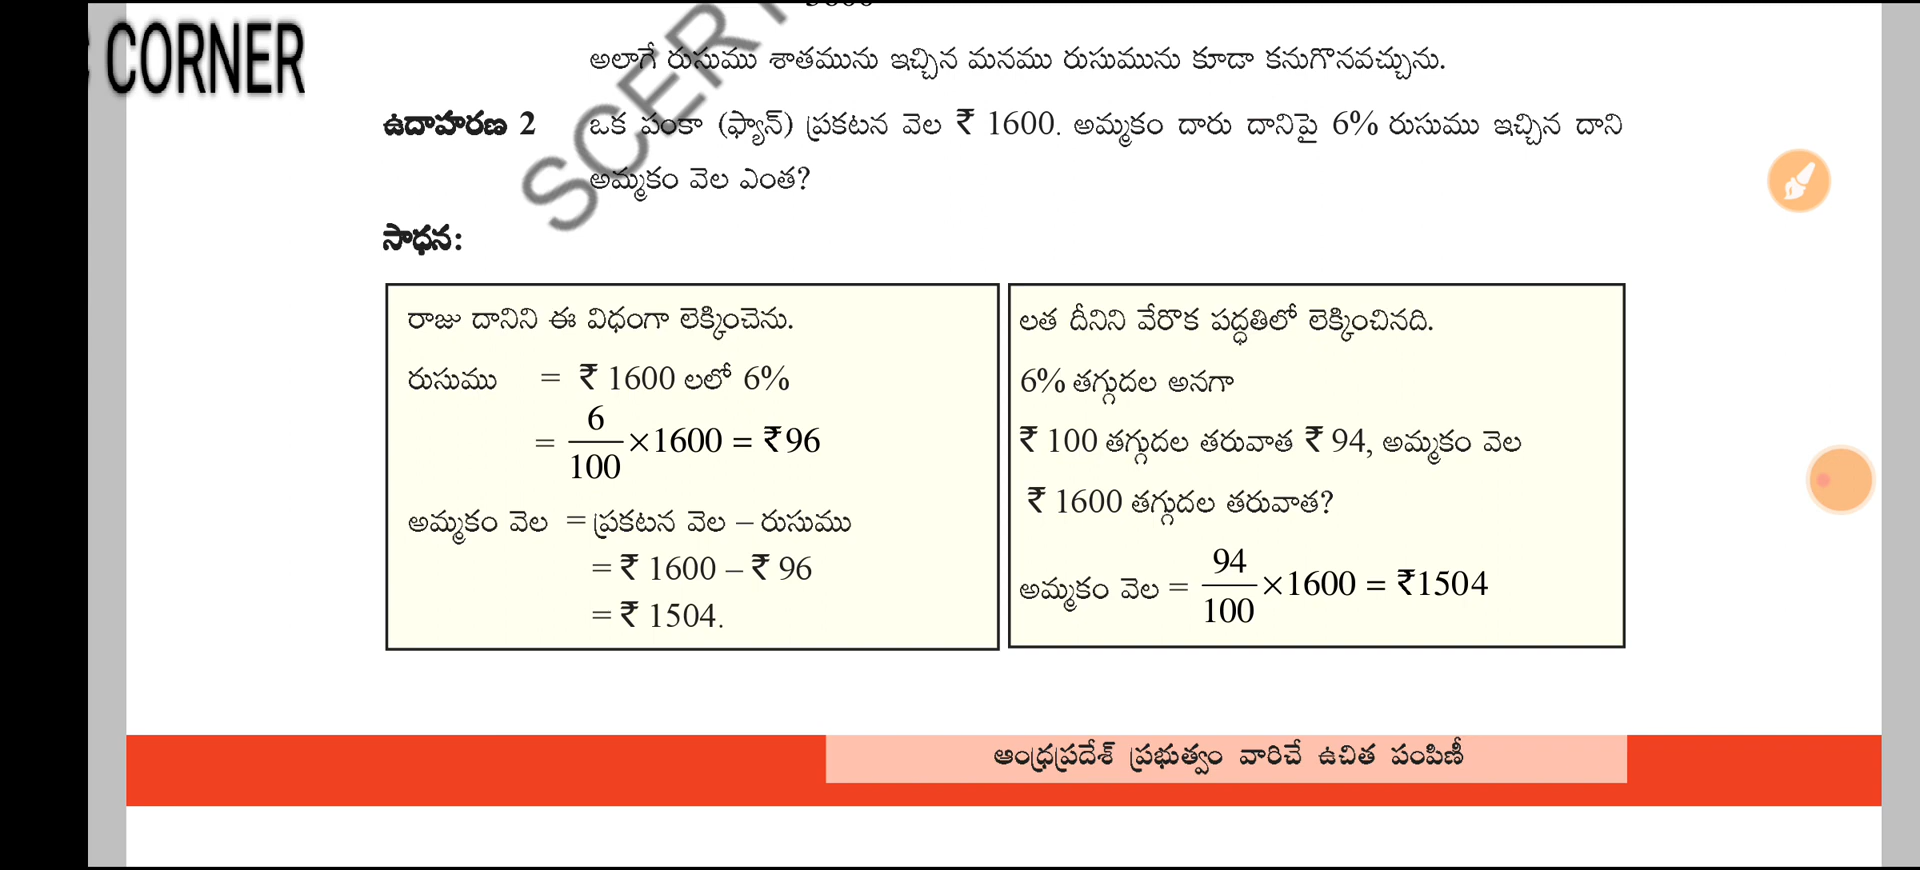 CORNER
అలాగే రుసుము శాతమును ఇచ్చిన మనము రుసుమును కూడా కనుగొనవచ్చును.
ఉదాహరణ 2 ఒక పంకా (ఫ్యాన్) ప్రకటన వెల ₹ 1600. అమ్మకం దారు దానిపై 6% రుసుము ఇచ్చిన దాని
అమ్మకం వెల ఎంత?
SCERT
సాధన:
రాజు దానిని ఈ విధంగా లెక్కించెను.
రుసుము = ₹ 1600 లలో 6%
= 6/100 ×1600 = ₹96
అమ్మకం వెల = ప్రకటన వెల – రుసుము
= ₹ 1600 – ₹ 96
= ₹ 1504.
లత దీనిని వేరొక పద్ధతిలో లెక్కించినది.
6% తగ్గుదల అనగా
₹ 100 తగ్గుదల తరువాత ₹ 94, అమ్మకం వెల
₹ 1600 తగ్గుదల తరువాత?
అమ్మకం వెల = 94/100 ×1600 = ₹1504
ఆంధ్రప్రదేశ్ ప్రభుత్వం వారిచే ఉచిత పంపిణీ